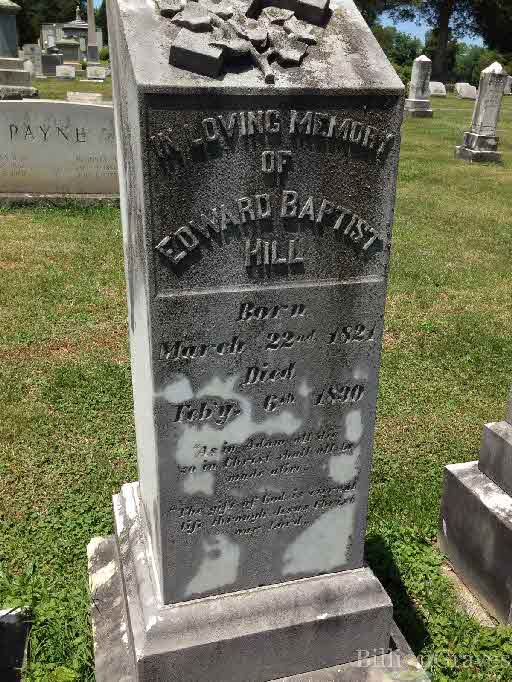 PAYNE
IN LOVING MEMORY
OF
EDWARD BAPTIST
HILL
Born
March 22nd 1821
Died
Feb'y 6th 1890
"As in Adam all die
so in Christ shall all be
made alive."
"The gift of God is eternal
life through Jesus Christ
our Lord."
BillionGraves